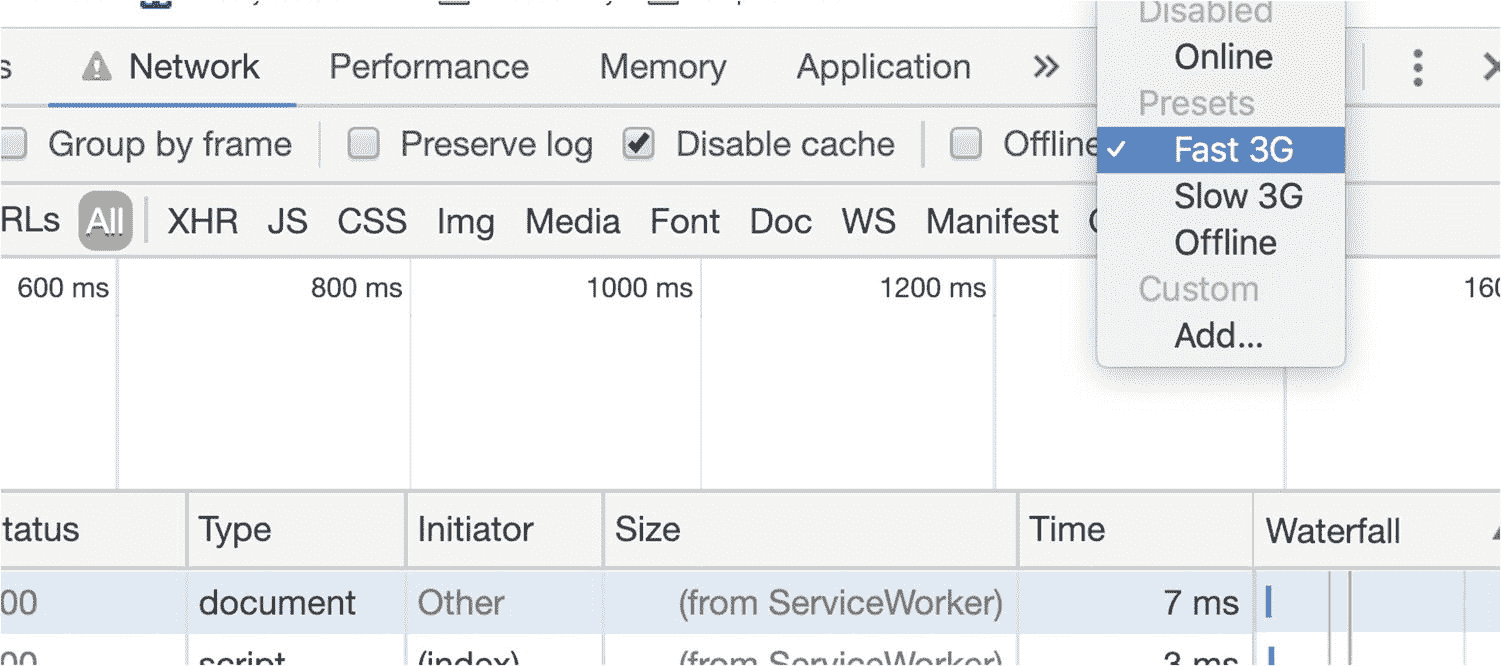 Disabled
s Network Performance Memory Application Online
Presets
Group by frame Preserve log Disable cache Offline Fast 3G
RLs All XHR JS CSS Img Media Font Doc WS Manifest Slow 3G
Offline
600 ms 800 ms 1000 ms 1200 ms Custom 160
Add...
tatus Type Initiator Size Time Waterfall
00 document Other (from ServiceWorker) 7 ms
00 script (index) (from ServiceWorker) 3 ms